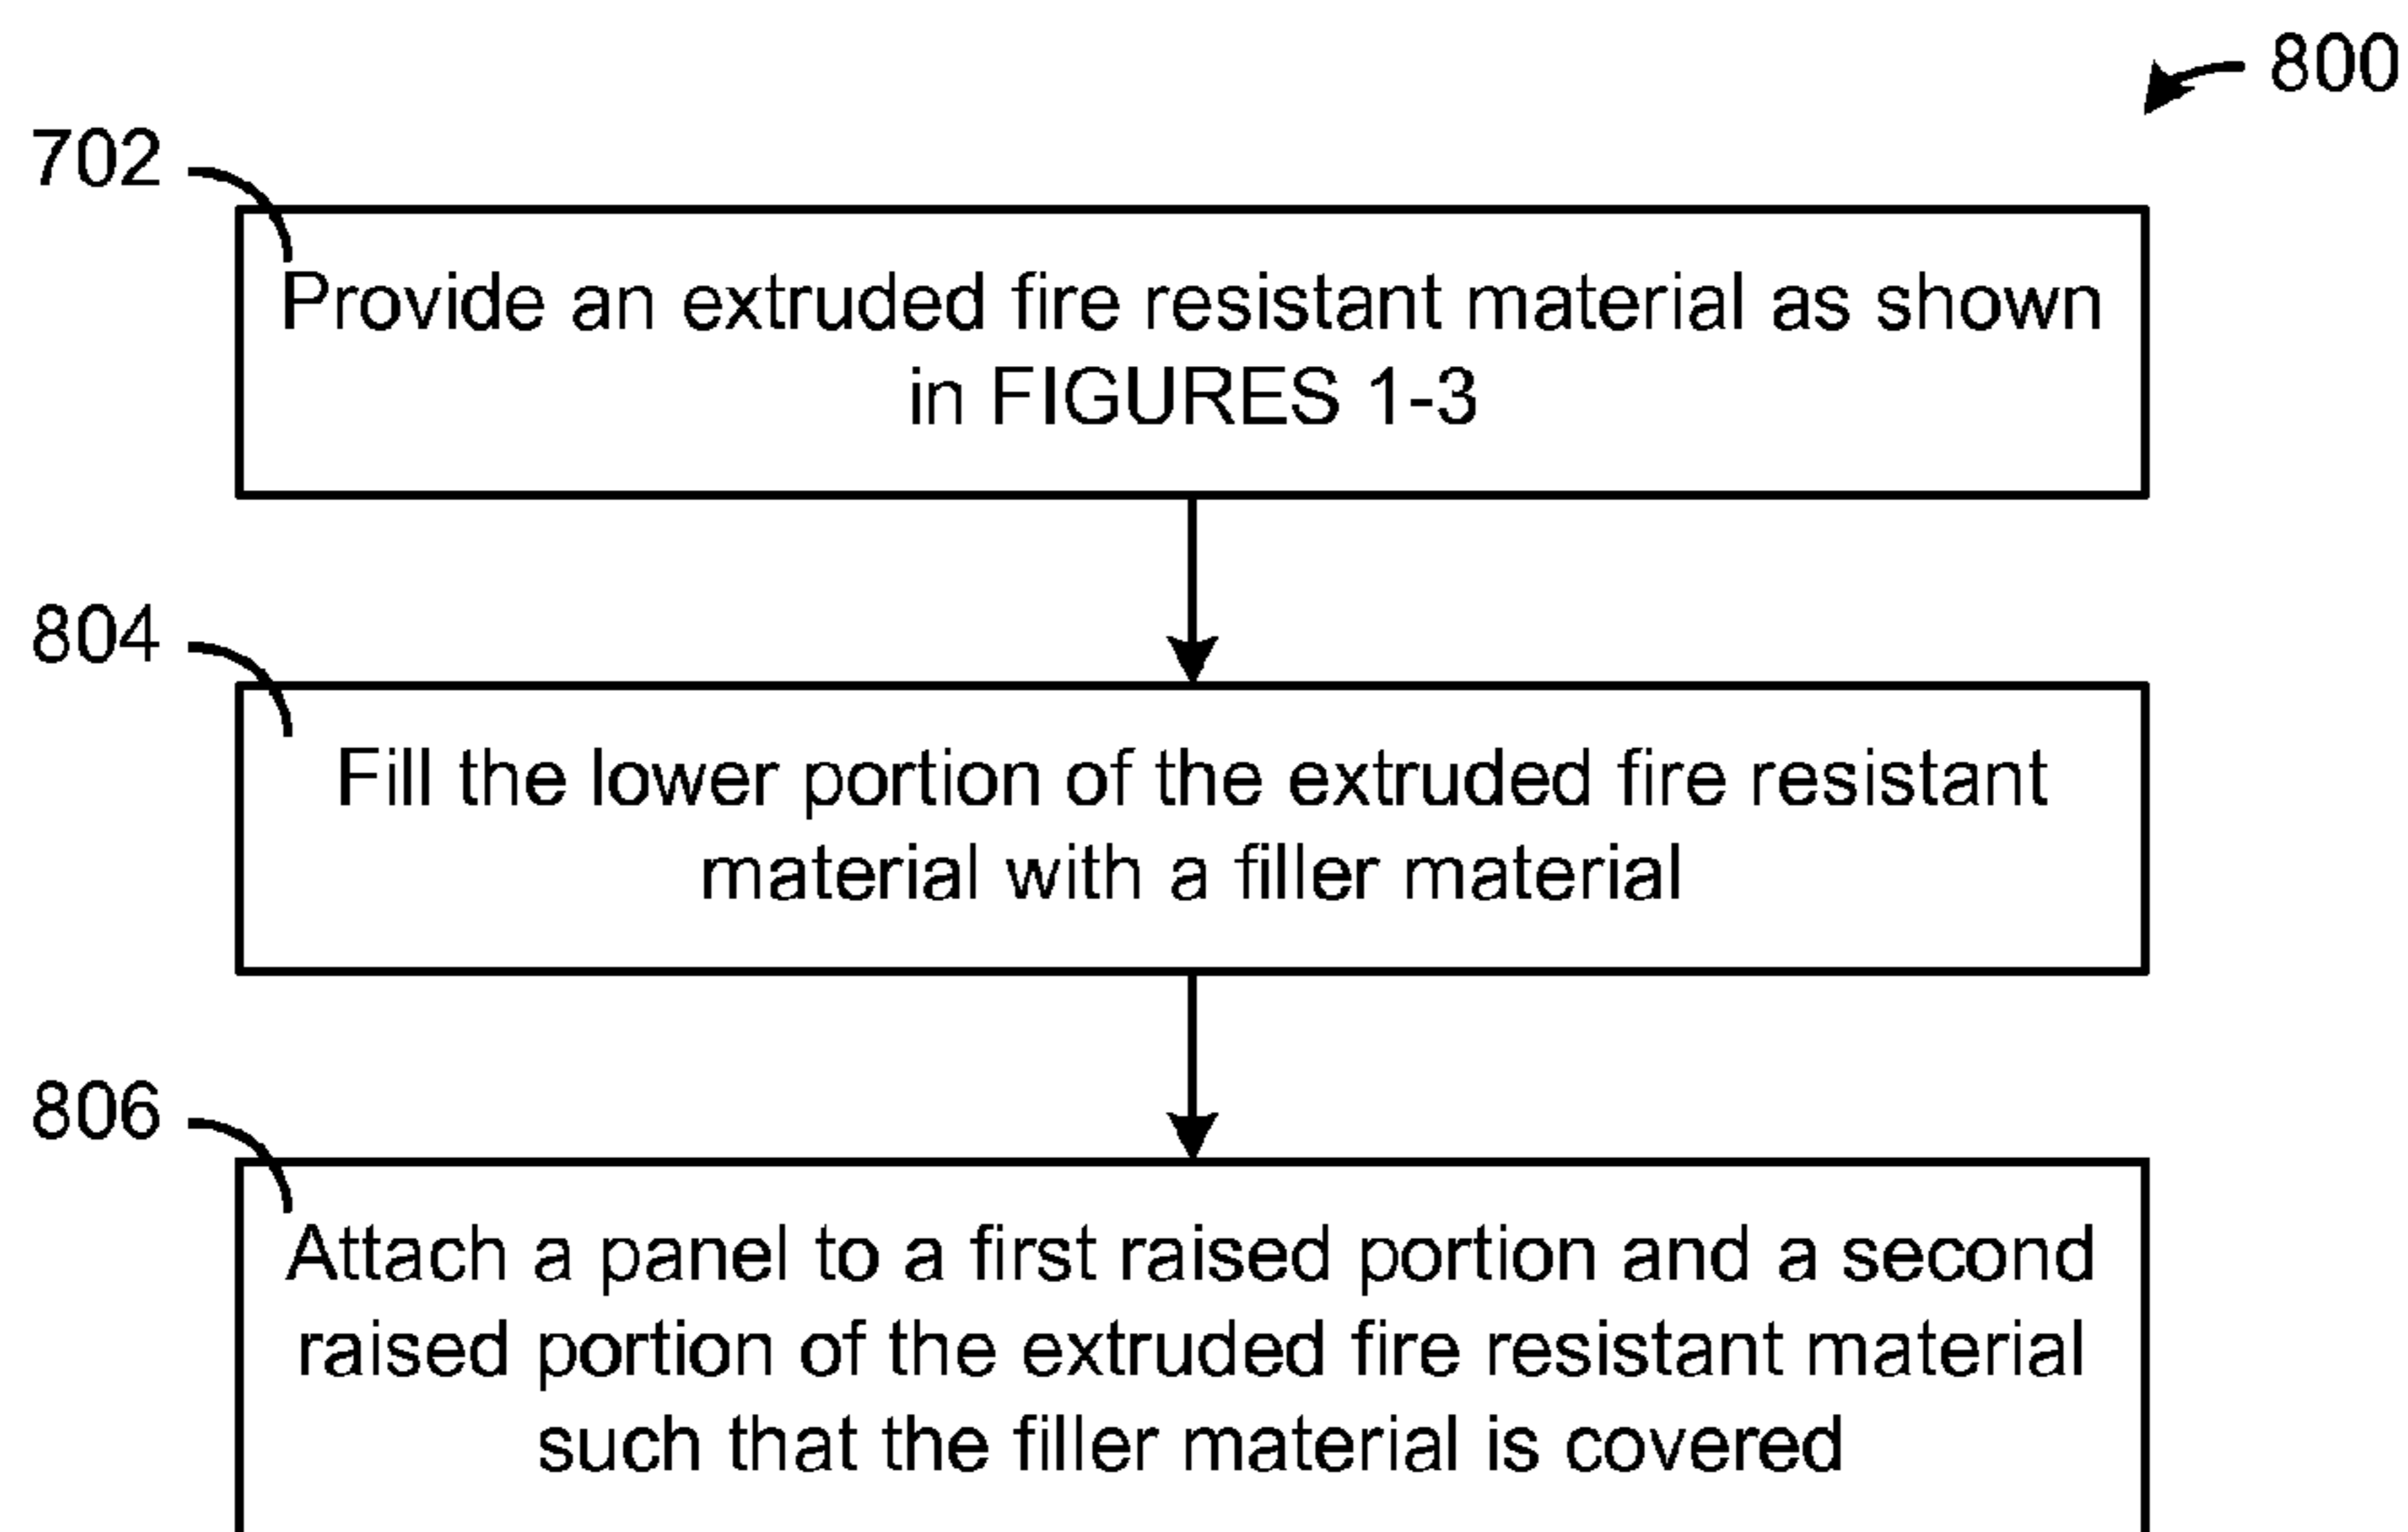 800
702
Provide an extruded fire resistant material as shown
in FIGURES 1-3
804
Fill the lower portion of the extruded fire resistant
material with a filler material
806
Attach a panel to a first raised portion and a second
raised portion of the extruded fire resistant material
such that the filler material is covered